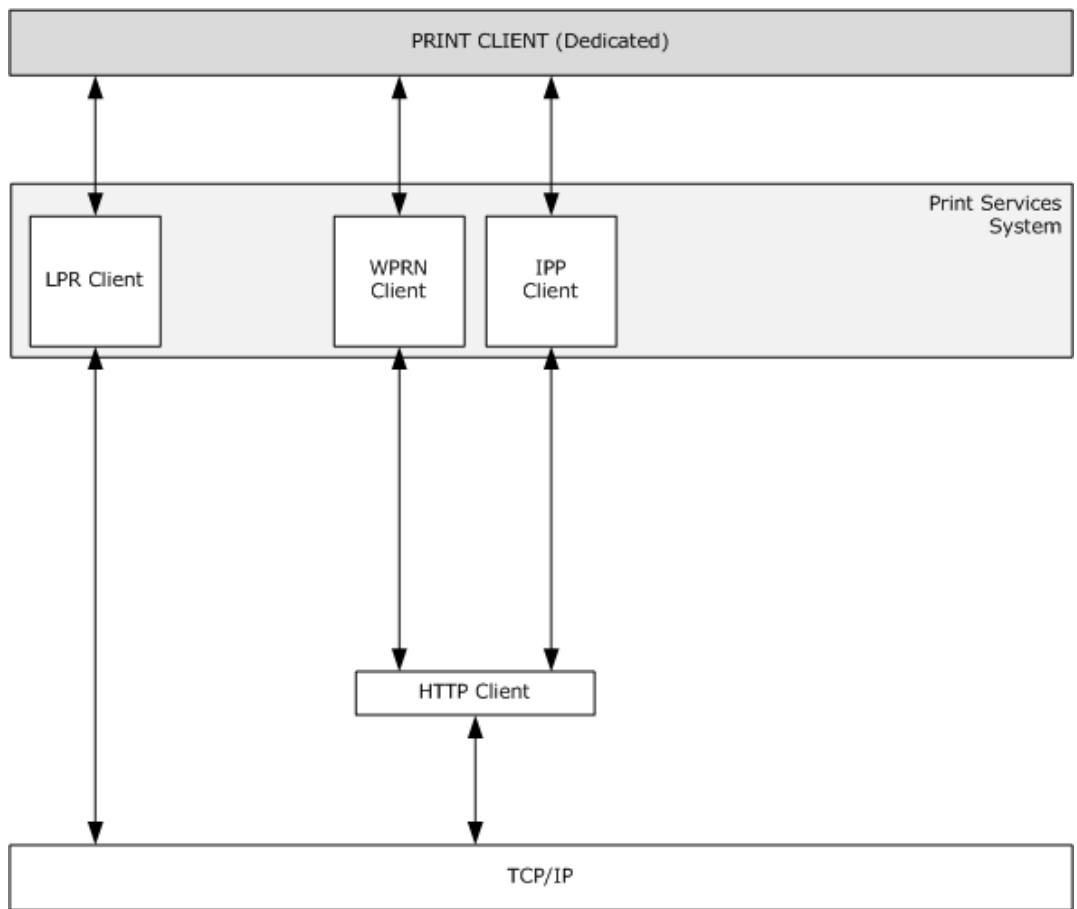 PRINT CLIENT (Dedicated)
Print Services
System
LPR Client
WPRN
Client
IPP
Client
HTTP Client
TCP/IP